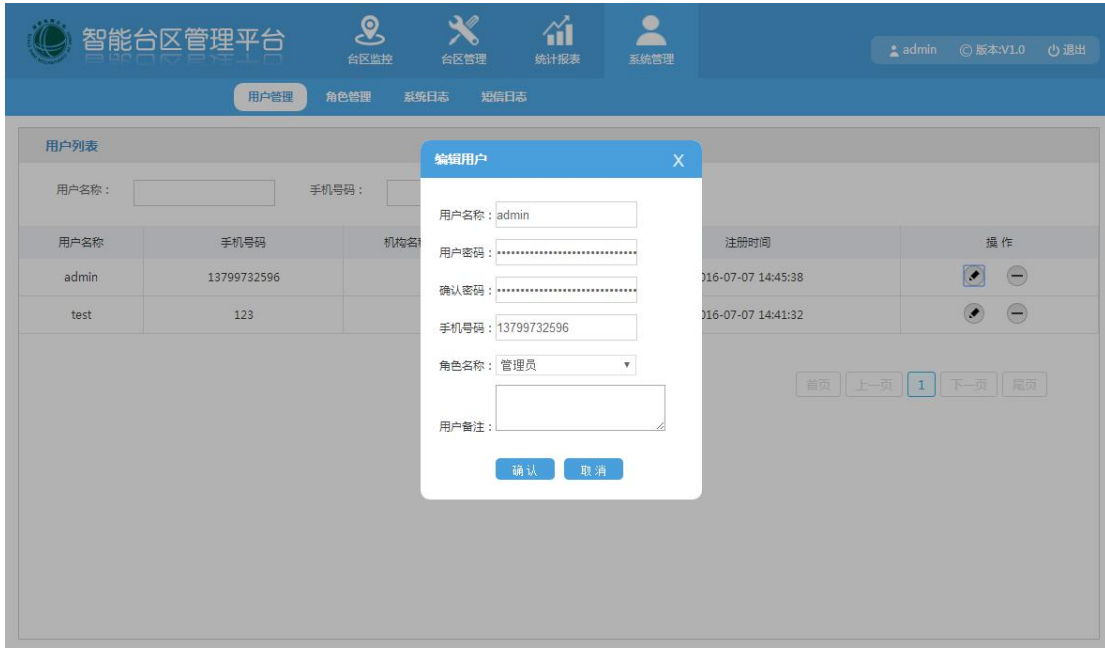 智能台区管理平台
台区监控 台区管理 统计报表 系统管理
admin ©版本:V1.0 退出
用户管理 角色管理 系统日志 短信日志
用户列表
编辑用户 X
用户名称： 手机号码：
用户名称：admin
用户名称 手机号码 机构名 注册时间 操作
用户密码：
admin 13799732596 016-07-07 14:45:38
确认密码：
test 123 016-07-07 14:41:32
手机号码：13799732596
角色名称：管理员
首页 上一页 1 下一页 尾页
用户备注：
确认 取消